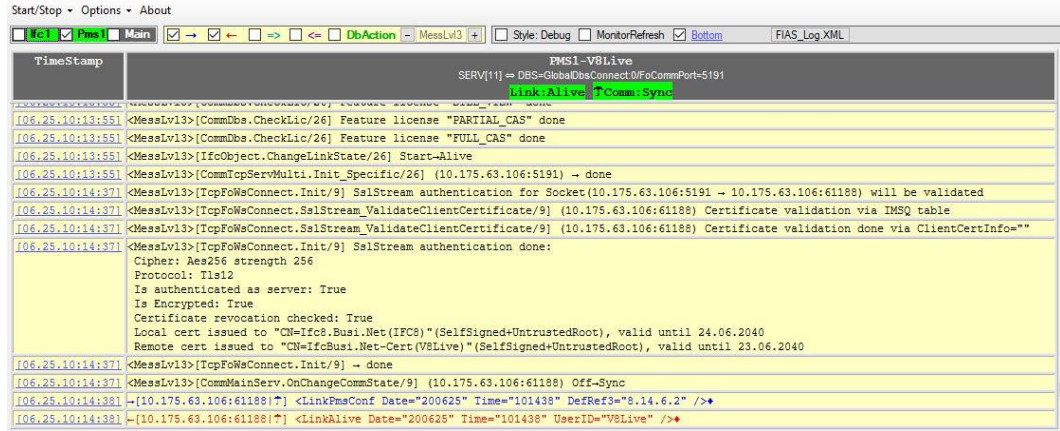 Start/Stop Options About
Ifc1 Pms1 Main → ← => <= DbAction - MessLvl3 + Style: Debug MonitorRefresh Bottom FIAS_Log.XML
TimeStamp PMS1-V8Live
SERV[11] ⇔ DBS=GlobalDbsConnect:0/FoCommPort=5191
Link:Alive ☂Comm:Sync
[06.25.10:13:55] <MessLvl3>[CommDbs.CheckLic/26] Feature license "PARTIAL_CAS" done
[06.25.10:13:55] <MessLvl3>[CommDbs.CheckLic/26] Feature license "FULL_CAS" done
[06.25.10:13:55] <MessLvl3>[IfcObject.ChangeLinkState/26] Start→Alive
[06.25.10:13:55] <MessLvl3>[CommTcpServMulti.Init_Specific/26] (10.175.63.106:5191) → done
[06.25.10:14:37] <MessLvl3>[TcpFoWsConnect.Init/9] SslStream authentication for Socket(10.175.63.106:5191 → 10.175.63.106:61188) will be validated
[06.25.10:14:37] <MessLvl3>[TcpFoWsConnect.SslStream_ValidateClientCertificate/9] (10.175.63.106:61188) Certificate validation via IMSQ table
[06.25.10:14:37] <MessLvl3>[TcpFoWsConnect.SslStream_ValidateClientCertificate/9] (10.175.63.106:61188) Certificate validation done via ClientCertInfo=""
[06.25.10:14:37] <MessLvl3>[TcpFoWsConnect.Init/9] SslStream authentication done:
Cipher: Aes256 strength 256
Protocol: Tls12
Is authenticated as server: True
Is Encrypted: True
Certificate revocation checked: True
Local cert issued to "CN=Ifc8.Busi.Net(IFC8)"(SelfSigned+UntrustedRoot), valid until 24.06.2040
Remote cert issued to "CN=IfcBusi.Net-Cert(V8Live)"(SelfSigned+UntrustedRoot), valid until 23.06.2040
[06.25.10:14:37] <MessLvl3>[TcpFoWsConnect.Init/9] → done
[06.25.10:14:37] <MessLvl3>[CommMainServ.OnChangeCommState/9] (10.175.63.106:61188) Off→Sync
[06.25.10:14:38] →[10.175.63.106:61188|☂] <LinkPmsConf Date="200625" Time="101438" DefRef3="8.14.6.2" />♦
[06.25.10:14:38] ←[10.175.63.106:61188|☂] <LinkAlive Date="200625" Time="101438" UserID="V8Live" />♦